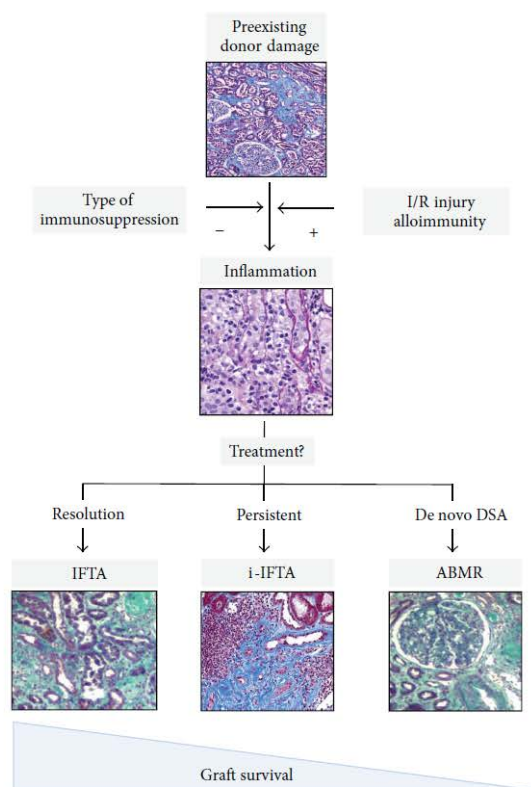 Preexisting
donor damage
Type of
immunosuppression
I/R injury
alloimmunity
−
+
Inflammation
Treatment?
Resolution
Persistent
De novo DSA
IFTA
i-IFTA
ABMR
Graft survival